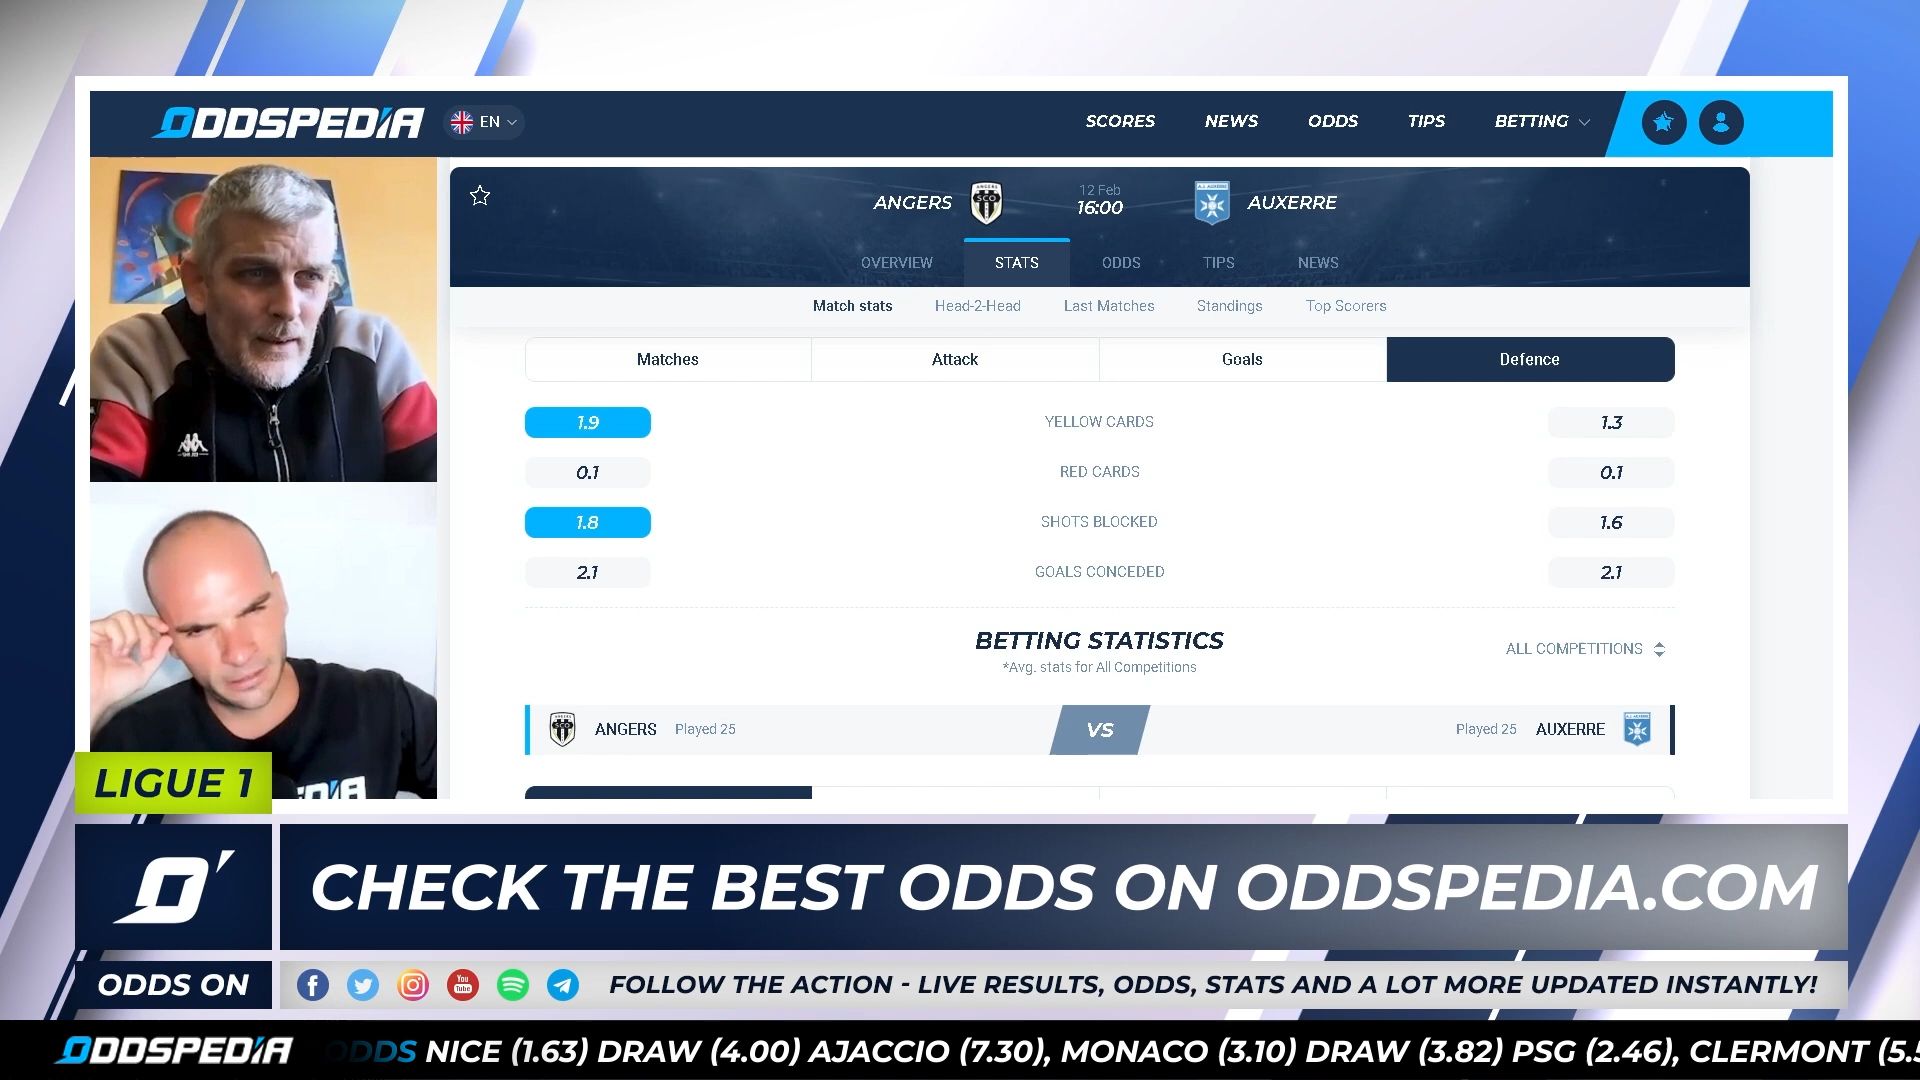 ODDSPEDIA
EN
SCORES NEWS ODDS TIPS BETTING
ANGERS 12 Feb 16:00 AUXERRE
OVERVIEW STATS ODDS TIPS NEWS
Match stats Head-2-Head Last Matches Standings Top Scorers
Matches Attack Goals Defence
1.9 YELLOW CARDS 1.3
0.1 RED CARDS 0.1
1.8 SHOTS BLOCKED 1.6
2.1 GOALS CONCEDED 2.1
BETTING STATISTICS
ALL COMPETITIONS
*Avg. stats for All Competitions
ANGERS Played 25 VS Played 25 AUXERRE
LIGUE 1
CHECK THE BEST ODDS ON ODDSPEDIA.COM
ODDS ON
FOLLOW THE ACTION - LIVE RESULTS, ODDS, STATS AND A LOT MORE UPDATED INSTANTLY!
ODDSPEDIA ODDS NICE (1.63) DRAW (4.00) AJACCIO (7.30), MONACO (3.10) DRAW (3.82) PSG (2.46), CLERMONT